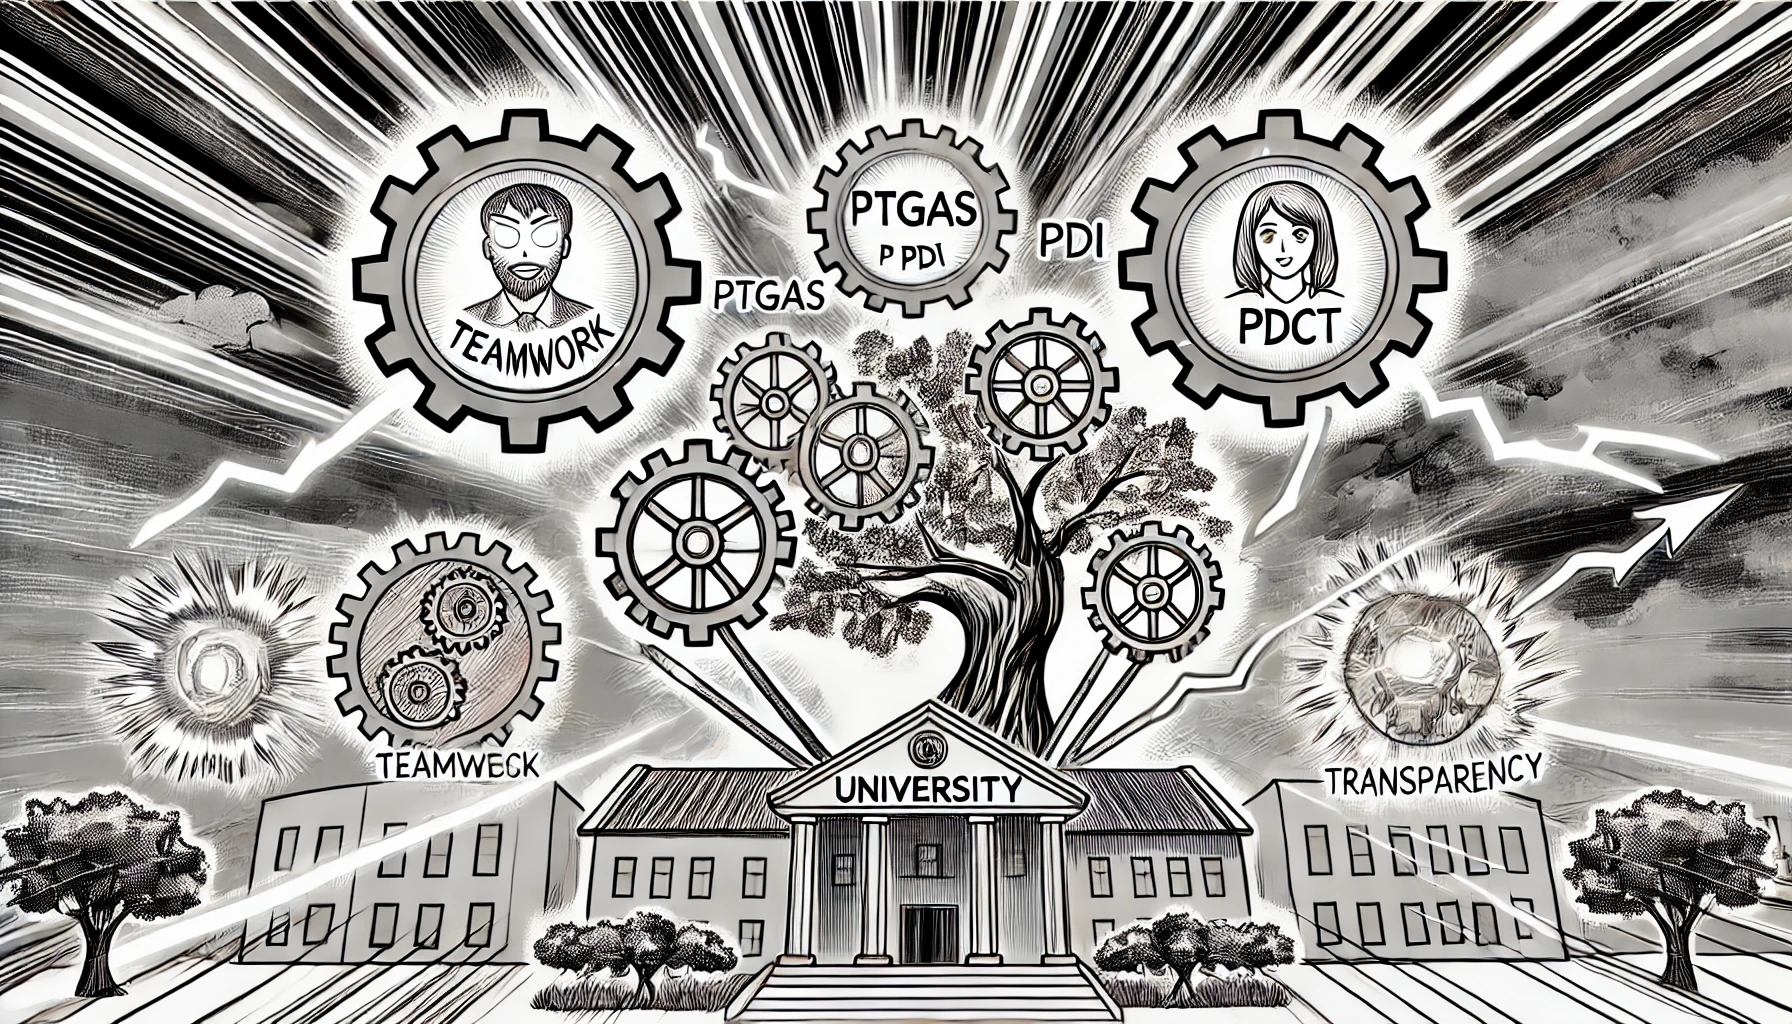 PTGAS
P PDI
PDI
PTGAS
TEAMWORK
PDCT
TEAMWECK
TRANSPARENCY
UNIVERSITY